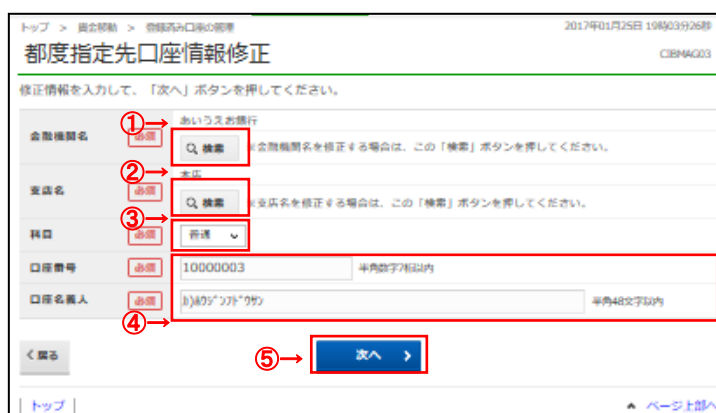 トップ > 資金移動 > 登録済み口座の管理
2017年01月25日 19時03分26秒
都度指定先口座情報修正
CIBMAG03
修正情報を入力して、「次へ」ボタンを押してください。
金融機関名
必須
①→
あいうえお銀行
検索
※金融機関名を修正する場合は、この「検索」ボタンを押してください。
支店名
必須
②→
本店
検索
※支店名を修正する場合は、この「検索」ボタンを押してください。
科目
必須
③→
普通
口座番号
必須
10000003
半角数字7桁以内
口座名義人
必須
半角48文字以内
④→
戻る
⑤→
次へ
トップ
ページ上部へ